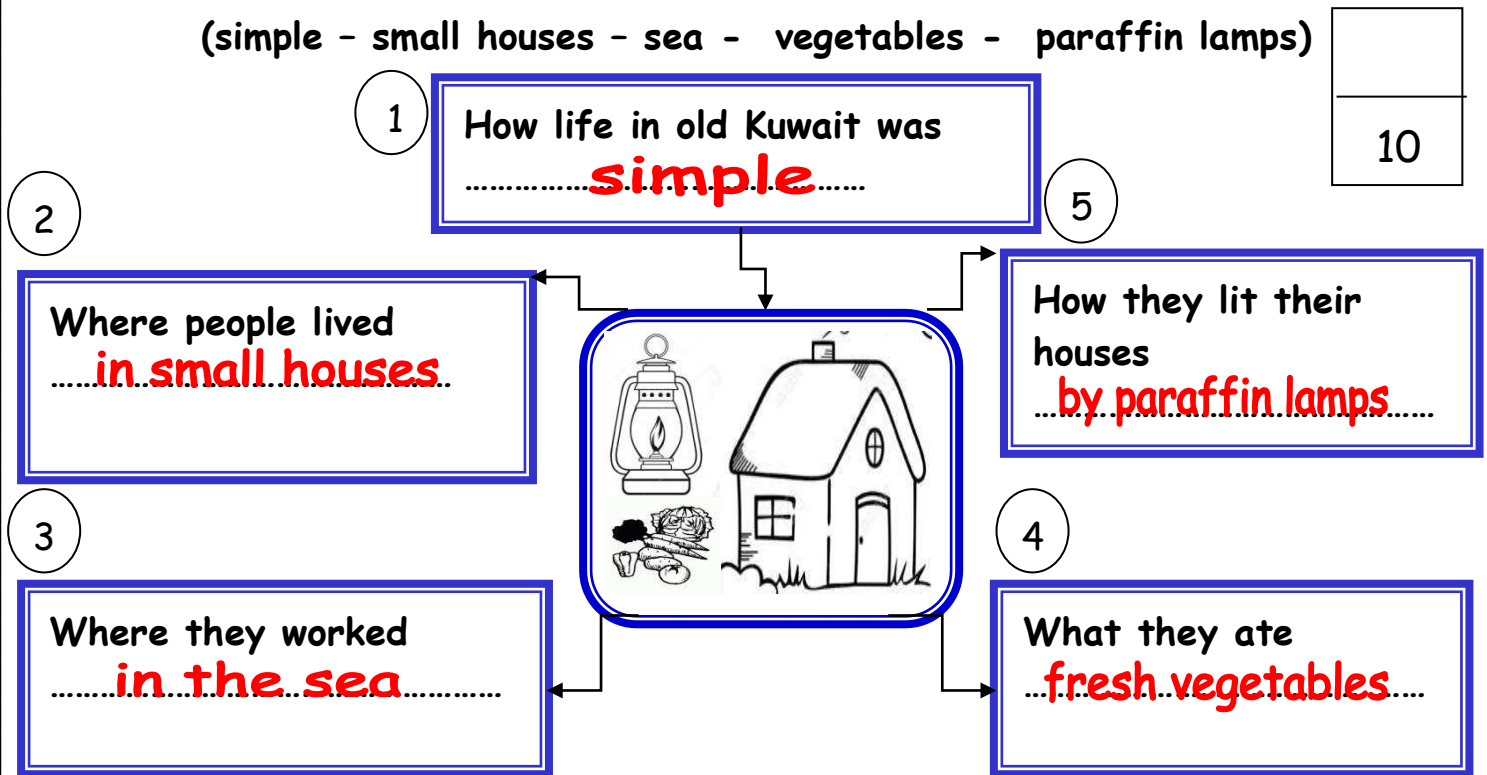 (simple – small houses – sea - vegetables - paraffin lamps)
10
1
How life in old Kuwait was
simple
2
Where people lived
in small houses
3
Where they worked
in the sea
4
What they ate
fresh vegetables
5
How they lit their
houses
by paraffin lamps